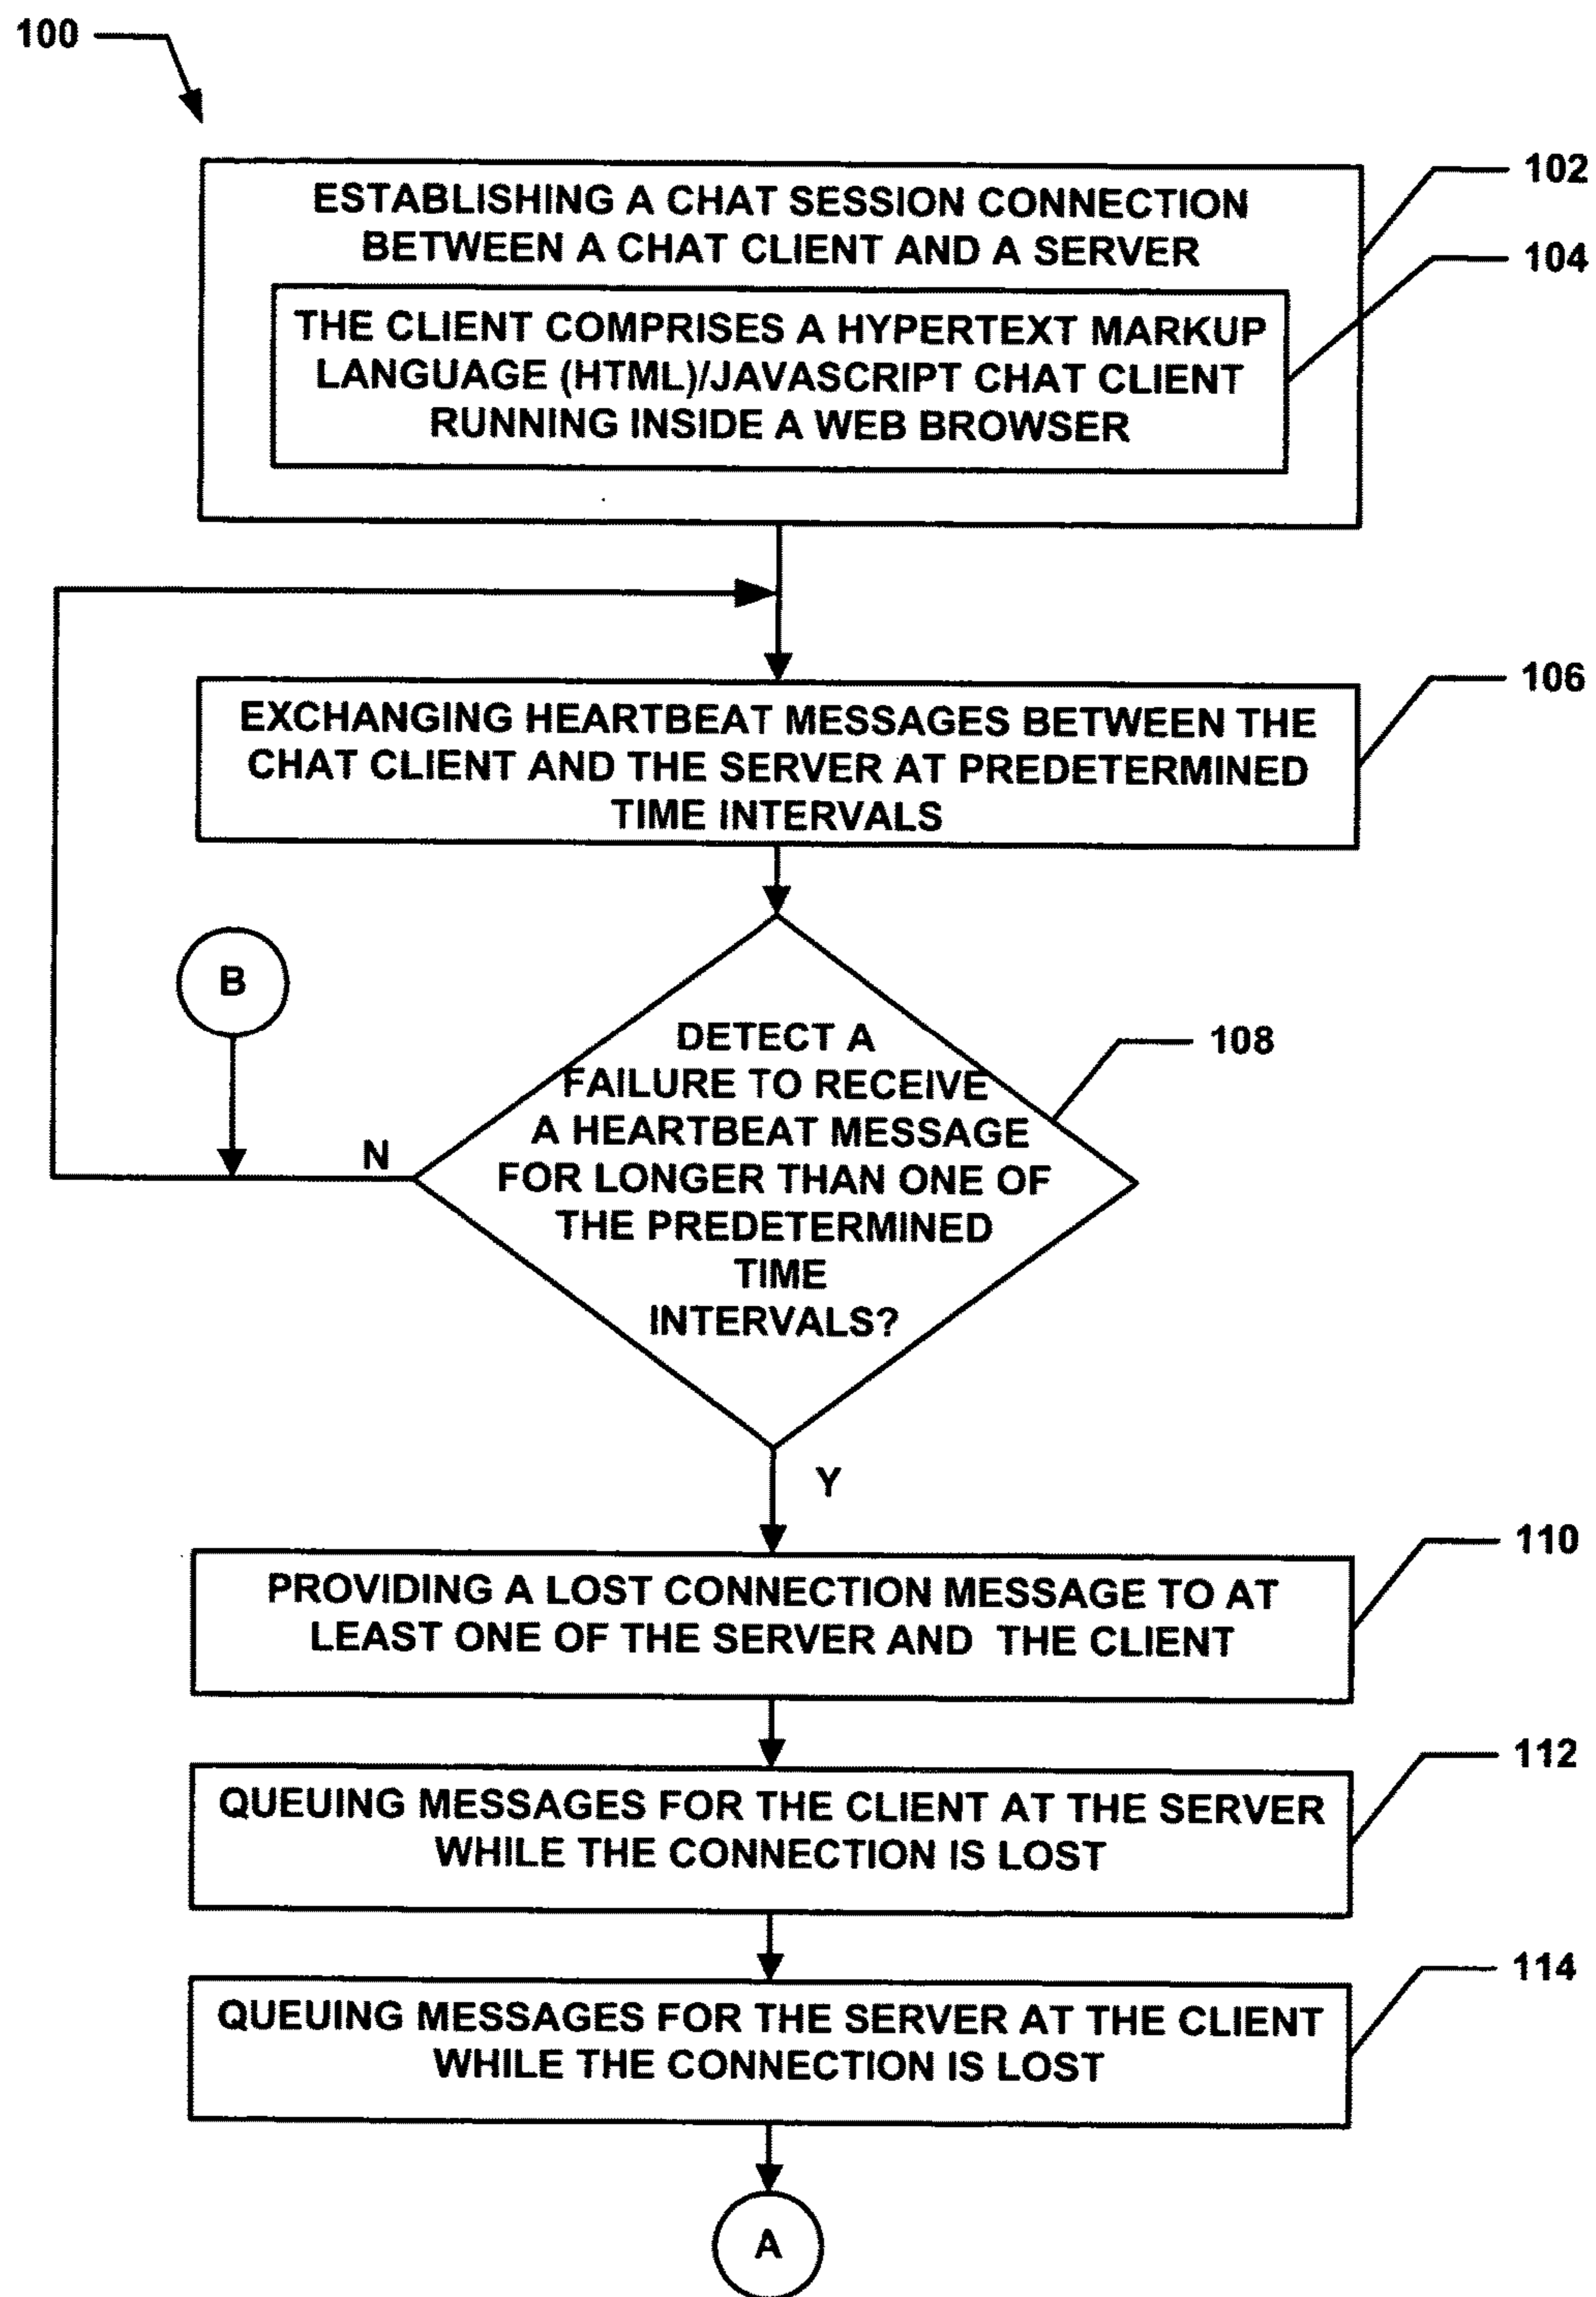 100
102
ESTABLISHING A CHAT SESSION CONNECTION
BETWEEN A CHAT CLIENT AND A SERVER
104
THE CLIENT COMPRISES A HYPERTEXT MARKUP
LANGUAGE (HTML)/JAVASCRIPT CHAT CLIENT
RUNNING INSIDE A WEB BROWSER
106
EXCHANGING HEARTBEAT MESSAGES BETWEEN THE
CHAT CLIENT AND THE SERVER AT PREDETERMINED
TIME INTERVALS
B
108
DETECT A
FAILURE TO RECEIVE
A HEARTBEAT MESSAGE
FOR LONGER THAN ONE OF
THE PREDETERMINED
TIME
INTERVALS?
N
Y
110
PROVIDING A LOST CONNECTION MESSAGE TO AT
LEAST ONE OF THE SERVER AND THE CLIENT
112
QUEUING MESSAGES FOR THE CLIENT AT THE SERVER
WHILE THE CONNECTION IS LOST
114
QUEUING MESSAGES FOR THE SERVER AT THE CLIENT
WHILE THE CONNECTION IS LOST
A